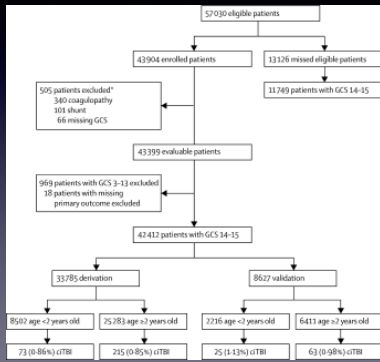 57030 eligible patients
43904 enrolled patients
13126 missed eligible patients
505 patients excluded*
340 coagulopathy
101 shunt
66 missing GCS
11749 patients with GCS 14–15
43399 evaluable patients
969 patients with GCS 3–13 excluded
18 patients with missing
primary outcome excluded
42412 patients with GCS 14–15
33785 derivation
8627 validation
8502 age <2 years old
25283 age ≥2 years old
2216 age <2 years old
6411 age ≥2 years old
73 (0·86%) ciTBI
215 (0·85%) ciTBI
25 (1·13%) ciTBI
63 (0·98%) ciTBI